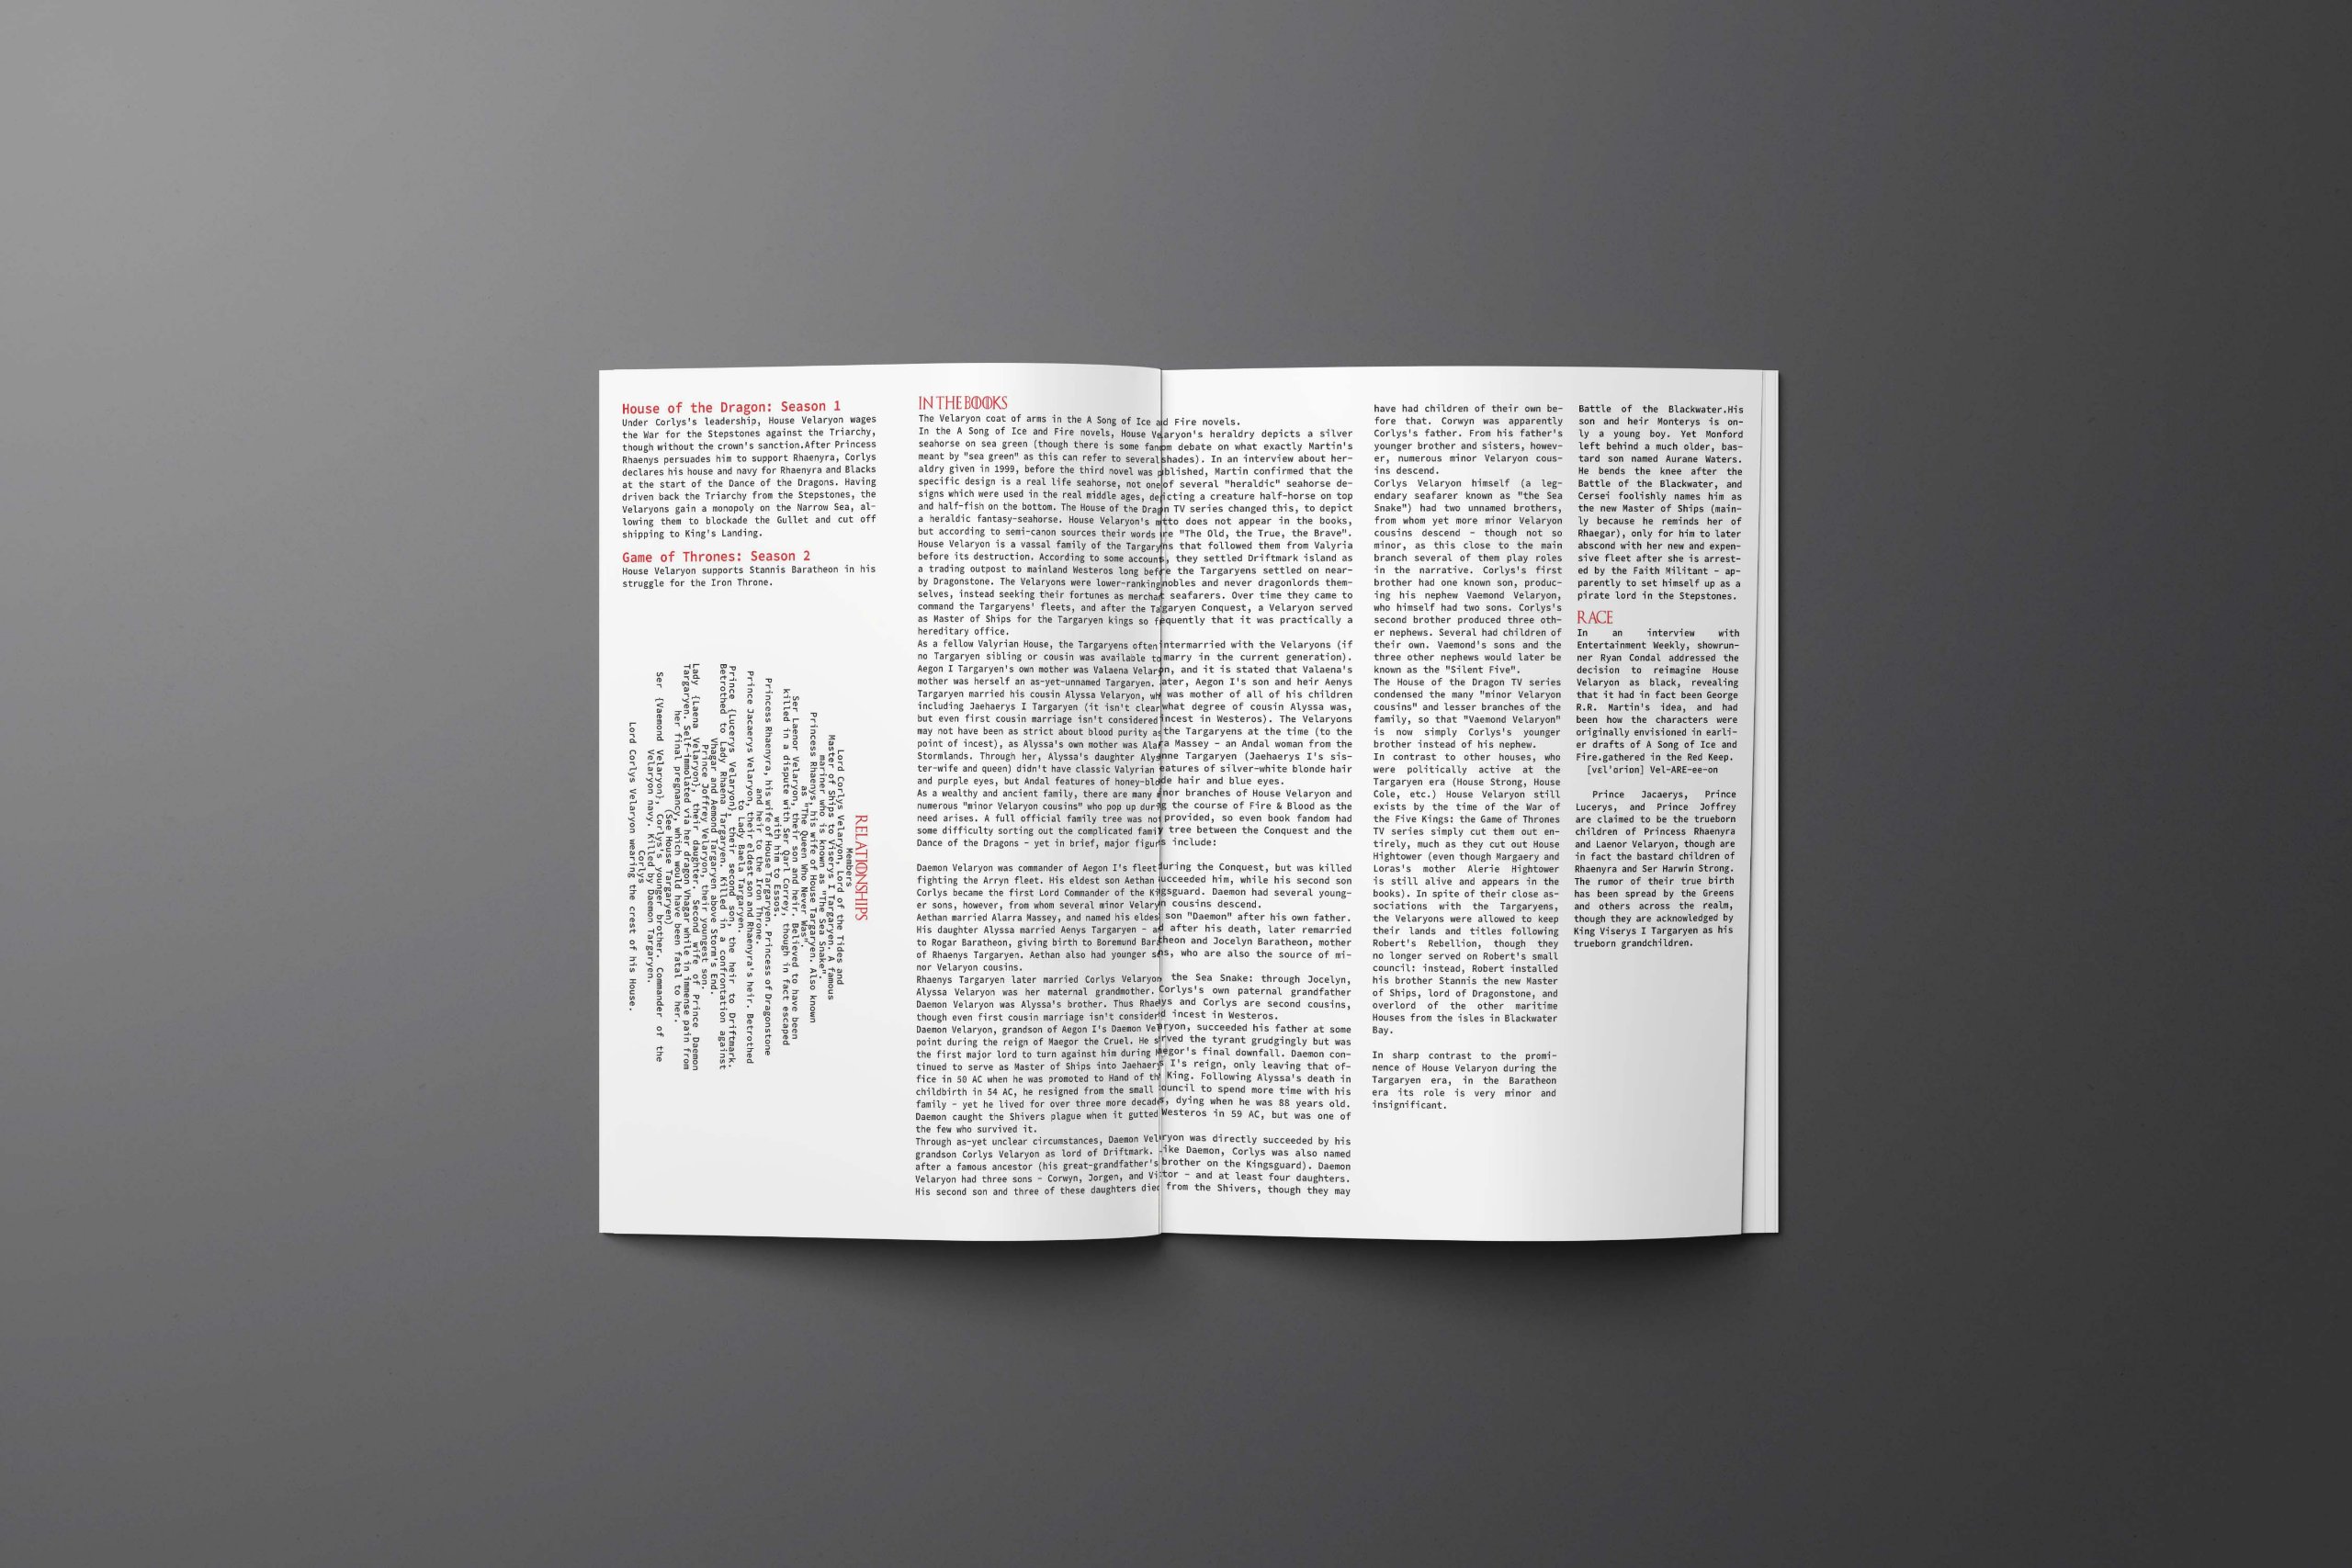 House of the Dragon: Season 1
Under Corlys's leadership, House Velaryon wages
the War for the Stepstones against the Triarchy,
though without the crown's sanction.After Princess
Rhaenys persuades him to support Rhaenyra, Corlys
declares his house and navy for Rhaenyra and Blacks
at the start of the Dance of the Dragons. Having
driven back the Triarchy from the Stepstones, the
Velaryons gain a monopoly on the Narrow Sea, al-
lowing them to blockade the Gullet and cut off
shipping to King's Landing.
Game of Thrones: Season 2
House Velaryon supports Stannis Baratheon in his
struggle for the Iron Throne.
RELATIONSHIPS
Members
Lord Corlys Velaryon, Lord of the Tides and
Master of Ships to Viserys I Targaryen. A famous
mariner who is known as "The Sea Snake".
Princess Rhaenys, his wife of House Targaryen. Also known
as "The Queen Who Never Was".
Ser Laenor Velaryon, their son and heir. Believed to have been
killed in a dispute with Ser Qarl Correy, though in fact escaped
with him to Essos.
Princess Rhaenyra, his wife of House Targaryen. Princess of Dragonstone
and heir to the Iron Throne.
Prince Jacaerys Velaryon, their eldest son and Rhaenyra's heir. Betrothed
to Lady Baela Targaryen.
Prince {Lucerys Velaryon}, their second son, the heir to Driftmark.
Betrothed to Lady Rhaena Targaryen. Killed in a confrontation against
Vhagar and Aemond Targaryen above Storm's End.
Prince Joffrey Velaryon, their youngest son.
Lady {Laena Velaryon}, their daughter. Second wife of Prince Daemon
Targaryen. Self-immolated via her dragon Vhagar while in immense pain from
her final pregnancy, which would have been fatal to her.
(See House Targaryen)
Ser {Vaemond Velaryon}, Corlys's younger brother. Commander of the
Velaryon navy. Killed by Daemon Targaryen.
Corlys
Lord Corlys Velaryon wearing the crest of his House.
IN THE BOOKS
The Velaryon coat of arms in the A Song of Ice and Fire novels.
In the A Song of Ice and Fire novels, House Velaryon's heraldry depicts a silver
seahorse on sea green (though there is some fandom debate on what exactly Martin's
meant by "sea green" as this can refer to several shades). In an interview about her-
aldry given in 1999, before the third novel was published, Martin confirmed that the
specific design is a real life seahorse, not one of several "heraldic" seahorse de-
signs which were used in the real middle ages, depicting a creature half-horse on top
and half-fish on the bottom. The House of the Dragon TV series changed this, to depict
a heraldic fantasy-seahorse. House Velaryon's motto does not appear in the books,
but according to semi-canon sources their words are "The Old, the True, the Brave".
House Velaryon is a vassal family of the Targaryens that followed them from Valyria
before its destruction. According to some accounts, they settled Driftmark island as
a trading outpost to mainland Westeros long before the Targaryens settled on near-
by Dragonstone. The Velaryons were lower-ranking nobles and never dragonlords them-
selves, instead seeking their fortunes as merchant seafarers. Over time they came to
command the Targaryens' fleets, and after the Targaryen Conquest, a Velaryon served
as Master of Ships for the Targaryen kings so frequently that it was practically a
hereditary office.
As a fellow Valyrian House, the Targaryens often intermarried with the Velaryons (if
no Targaryen sibling or cousin was available to marry in the current generation).
Aegon I Targaryen's own mother was Valaena Velaryon, and it is stated that Valaena's
mother was herself an as-yet-unnamed Targaryen. Later, Aegon I's son and heir Aenys
Targaryen married his cousin Alyssa Velaryon, who was mother of all of his children
including Jaehaerys I Targaryen (it isn't clear what degree of cousin Alyssa was,
but even first cousin marriage isn't considered incest in Westeros). The Velaryons
may not have been as strict about blood purity as the Targaryens at the time (to the
point of incest), as Alyssa's own mother was Alarra Massey - an Andal woman from the
Stormlands. Through her, Alyssa's daughter Alysanne Targaryen (Jaehaerys I's sis-
ter-wife and queen) didn't have classic Valyrian features of silver-white blonde hair
and purple eyes, but Andal features of honey-blonde hair and blue eyes.
As a wealthy and ancient family, there are many minor branches of House Velaryon and
numerous "minor Velaryon cousins" who pop up during the course of Fire & Blood as the
need arises. A full official family tree was not provided, so even book fandom had
some difficulty sorting out the complicated family tree between the Conquest and the
Dance of the Dragons - yet in brief, major figures include:
Daemon Velaryon was commander of Aegon I's fleet during the Conquest, but was killed
fighting the Arryn fleet. His eldest son Aethan succeeded him, while his second son
Corlys became the first Lord Commander of the Kingsguard. Daemon had several young-
er sons, however, from whom several minor Velaryon cousins descend.
Aethan married Alarra Massey, and named his eldest son "Daemon" after his own father.
His daughter Alyssa married Aenys Targaryen - and after his death, later remarried
to Rogar Baratheon, giving birth to Boremund Baratheon and Jocelyn Baratheon, mother
of Rhaenys Targaryen. Aethan also had younger sons, who are also the source of mi-
nor Velaryon cousins.
Rhaenys Targaryen later married Corlys Velaryon the Sea Snake: through Jocelyn,
Alyssa Velaryon was her maternal grandmother. Corlys's own paternal grandfather
Daemon Velaryon was Alyssa's brother. Thus Rhaenys and Corlys are second cousins,
though even first cousin marriage isn't considered incest in Westeros.
Daemon Velaryon, grandson of Aegon I's Daemon Velaryon, succeeded his father at some
point during the reign of Maegor the Cruel. He served the tyrant grudgingly but was
the first major lord to turn against him during Maegor's final downfall. Daemon con-
tinued to serve as Master of Ships into Jaehaerys I's reign, only leaving that of-
fice in 50 AC when he was promoted to Hand of the King. Following Alyssa's death in
childbirth in 54 AC, he resigned from the small council to spend more time with his
family - yet he lived for over three more decades, dying when he was 88 years old.
Daemon caught the Shivers plague when it gutted Westeros in 59 AC, but was one of
the few who survived it.
Through as-yet unclear circumstances, Daemon Velaryon was directly succeeded by his
grandson Corlys Velaryon as lord of Driftmark. Like Daemon, Corlys was also named
after a famous ancestor (his great-grandfather's brother on the Kingsguard). Daemon
Velaryon had three sons - Corwyn, Jorgen, and Victor - and at least four daughters.
His second son and three of these daughters died from the Shivers, though they may
have had children of their own be-
fore that. Corwyn was apparently
Corlys's father. From his father's
younger brother and sisters, howev-
er, numerous minor Velaryon cous-
ins descend.
Corlys Velaryon himself (a leg-
endary seafarer known as "the Sea
Snake") had two unnamed brothers,
from whom yet more minor Velaryon
cousins descend - though not so
minor, as this close to the main
branch several of them play roles
in the narrative. Corlys's first
brother had one known son, produc-
ing his nephew Vaemond Velaryon,
who himself had two sons. Corlys's
second brother produced three oth-
er nephews. Several had children of
their own. Vaemond's sons and the
three other nephews would later be
known as the "Silent Five".
The House of the Dragon TV series
condensed the many "minor Velaryon
cousins" and lesser branches of the
family, so that "Vaemond Velaryon"
is now simply Corlys's younger
brother instead of his nephew.
In contrast to other houses, who
were politically active at the
Targaryen era (House Strong, House
Cole, etc.) House Velaryon still
exists by the time of the War of
the Five Kings: the Game of Thrones
TV series simply cut them out en-
tirely, much as they cut out House
Hightower (even though Margaery and
Loras's mother Alerie Hightower
is still alive and appears in the
books). In spite of their close as-
sociations with the Targaryens,
the Velaryons were allowed to keep
their lands and titles following
Robert's Rebellion, though they
no longer served on Robert's small
council: instead, Robert installed
his brother Stannis the new Master
of Ships, lord of Dragonstone, and
overlord of the other maritime
Houses from the isles in Blackwater
Bay.
In sharp contrast to the promi-
nence of House Velaryon during the
Targaryen era, in the Baratheon
era its role is very minor and
insignificant.
Battle of the Blackwater.His
son and heir Monterys is on-
ly a young boy. Yet Monford
left behind a much older, bas-
tard son named Aurane Waters.
He bends the knee after the
Battle of the Blackwater, and
Cersei foolishly names him as
the new Master of Ships (main-
ly because he reminds her of
Rhaegar), only for him to later
abscond with her new and expen-
sive fleet after she is arrest-
ed by the Faith Militant - ap-
parently to set himself up as a
pirate lord in the Stepstones.
RACE
In an interview with
Entertainment Weekly, showrun-
ner Ryan Condal addressed the
decision to reimagine House
Velaryon as black, revealing
that it had in fact been George
R.R. Martin's idea, and had
been how the characters were
originally envisioned in earli-
er drafts of A Song of Ice and
Fire.gathered in the Red Keep.
[vɛl'ɑrion] Vel-ARE-ee-on
Prince Jacaerys, Prince
Lucerys, and Prince Joffrey
are claimed to be the trueborn
children of Princess Rhaenyra
and Laenor Velaryon, though are
in fact the bastard children of
Rhaenyra and Ser Harwin Strong.
The rumor of their true birth
has been spread by the Greens
and others across the realm,
though they are acknowledged by
King Viserys I Targaryen as his
trueborn grandchildren.